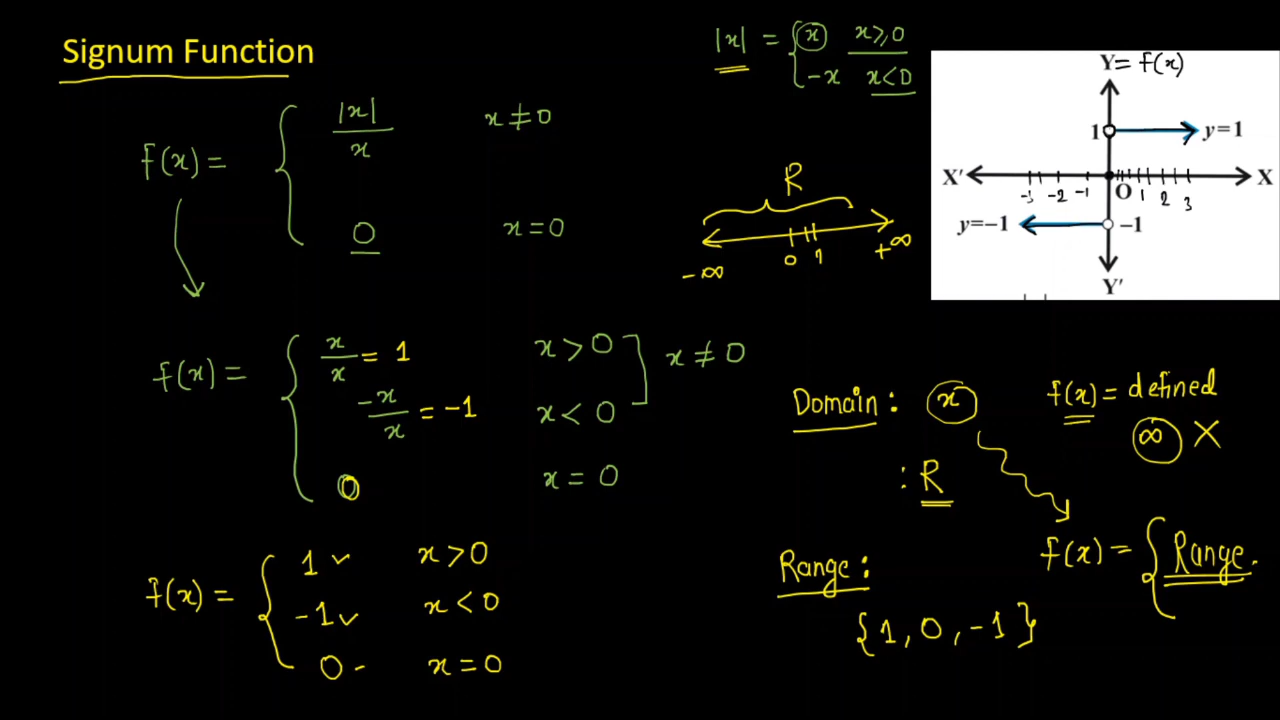 Signum Function
|x| = { x x≥0
-x x<0
f(x) = { |x|/x x≠0
0 x=0
Y = f(x)
1 y=1
X' -3 -2 -1 O 1 2 3 X
y=−1 −1
Y'
R
-∞ 0 1 +∞
f(x) = { x/x = 1 x>0 ] x≠0
-x/x = -1 x<0
0 x=0
Domain: x f(x) = defined
∞ X
: R
f(x) = { 1 ✓ x>0
-1 ✓ x<0
0 - x=0
Range: f(x) = { Range.
{1, 0, -1}